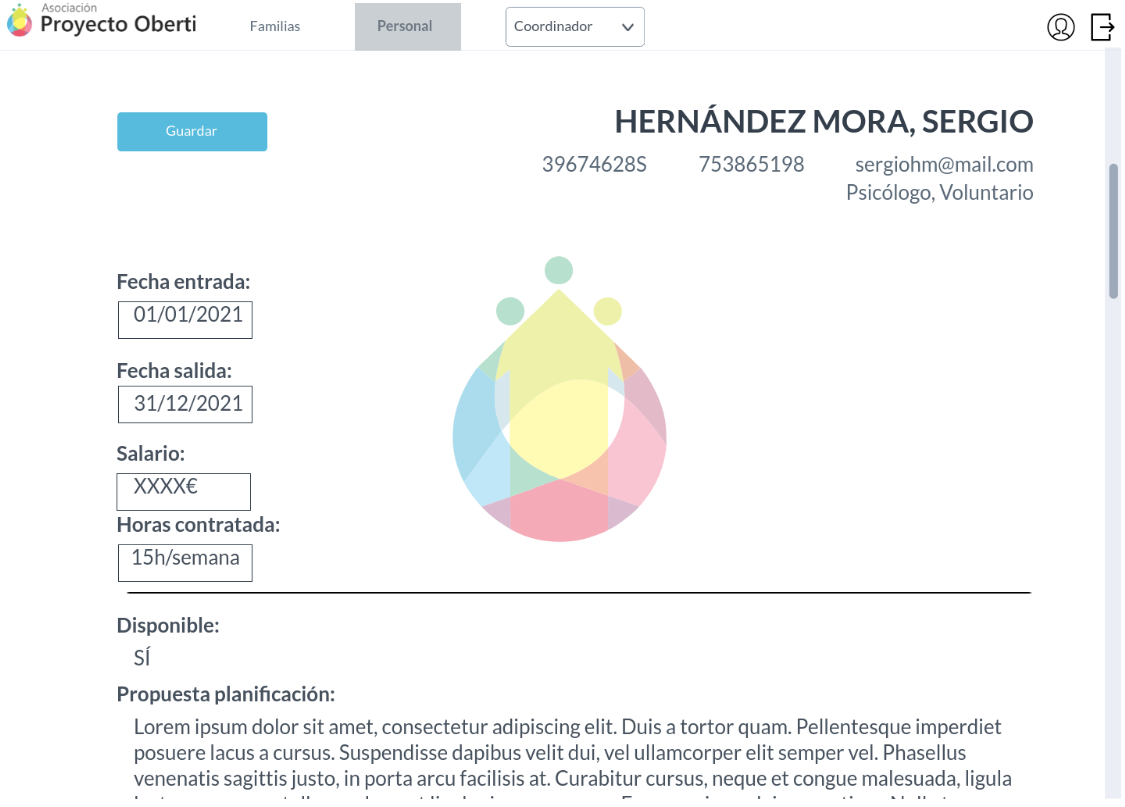 Asociación
Proyecto Oberti
Familias
Personal
Coordinador
Guardar
HERNÁNDEZ MORA, SERGIO
39674628S 753865198 sergiohm@mail.com
Psicólogo, Voluntario
Fecha entrada:
01/01/2021
Fecha salida:
31/12/2021
Salario:
XXXX€
Horas contratada:
15h/semana
Disponible:
SÍ
Propuesta planificación:
Lorem ipsum dolor sit amet, consectetur adipiscing elit. Duis a tortor quam. Pellentesque imperdiet
posuere lacus a cursus. Suspendisse dapibus velit dui, vel ullamcorper elit semper vel. Phasellus
venenatis sagittis justo, in porta arcu facilisis at. Curabitur cursus, neque et congue malesuada, ligula